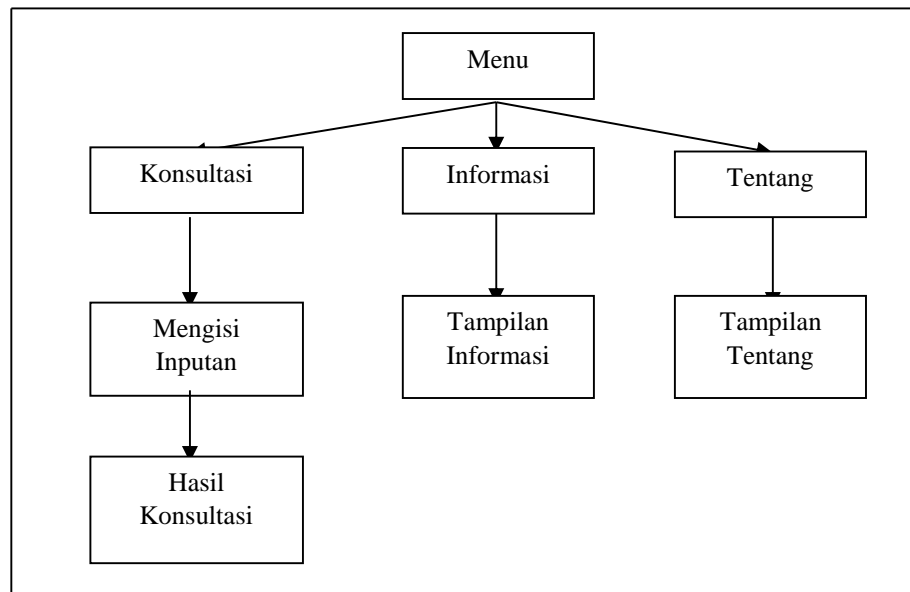 Menu
Konsultasi
Informasi
Tentang
Mengisi
Inputan
Tampilan
Informasi
Tampilan
Tentang
Hasil
Konsultasi